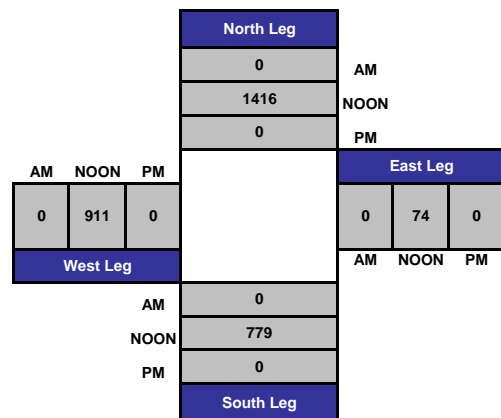 North Leg
0
AM
1416
NOON
0
PM
AM NOON PM
East Leg
0 911 0
0 74 0
West Leg
AM NOON PM
AM
0
NOON
779
PM
0
South Leg